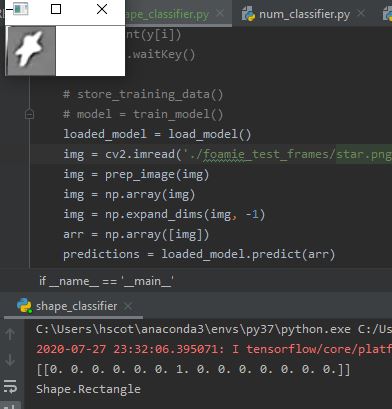 shape_classifier.py
num_classifier.py
nt(y[i])
.waitKey()
# store_training_data()
# model = train_model()
loaded_model = load_model()
img = cv2.imread('./foamie_test_frames/star.png
img = prep_image(img)
img = np.array(img)
img = np.expand_dims(img, -1)
arr = np.array([img])
predictions = loaded_model.predict(arr)
if __name__ == '__main__'
shape_classifier
C:\Users\hscot\anaconda3\envs\py37\python.exe C:/U
2020-07-27 23:32:06.395071: I tensorflow/core/platf
[[0. 0. 0. 0. 0. 0. 1. 0. 0. 0. 0. 0. 0. 0.]]
Shape.Rectangle